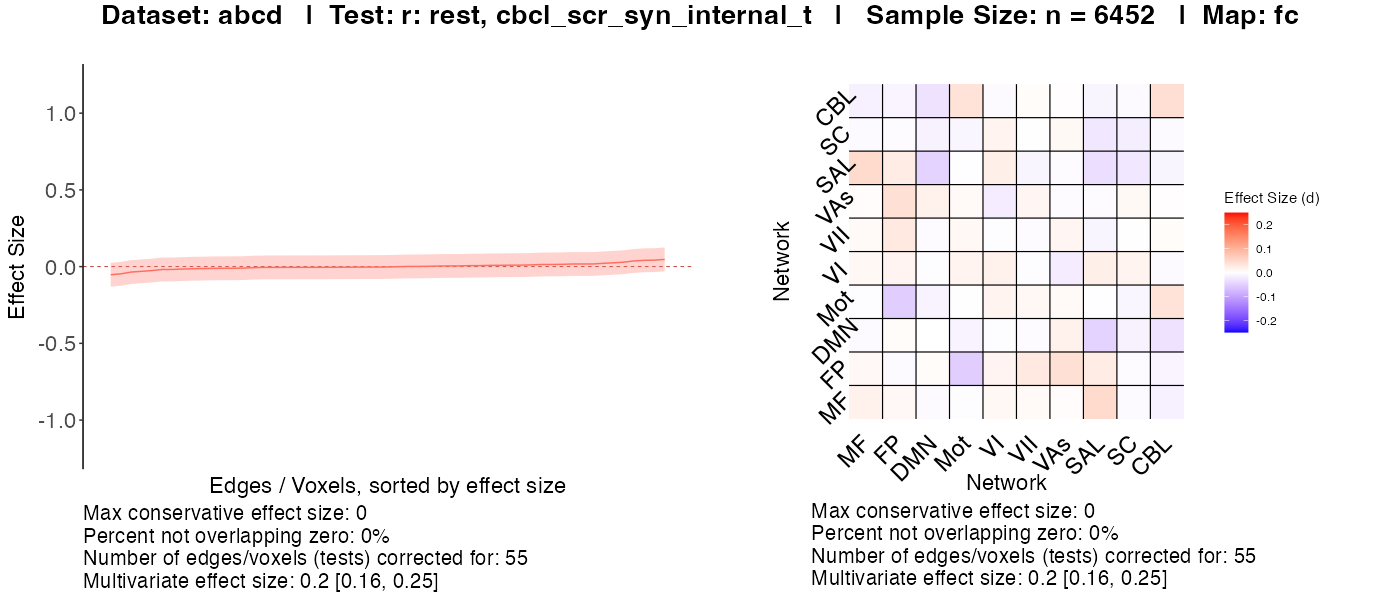 Dataset: abcd | Test: r: rest, cbcl_scr_syn_internal_t | Sample Size: n = 6452 | Map: fc
1.0
0.5
0.0
-0.5
-1.0
Effect Size
Edges / Voxels, sorted by effect size
Max conservative effect size: 0
Percent not overlapping zero: 0%
Number of edges/voxels (tests) corrected for: 55
Multivariate effect size: 0.2 [0.16, 0.25]
Network
CBL
SC
SAL
VAs
VII
VI
Mot
DMN
FP
MF
MF FP DMN Mot VI VII VAs SAL SC CBL
Network
Effect Size (d)
0.2
0.1
0.0
-0.1
-0.2
Max conservative effect size: 0
Percent not overlapping zero: 0%
Number of edges/voxels (tests) corrected for: 55
Multivariate effect size: 0.2 [0.16, 0.25]